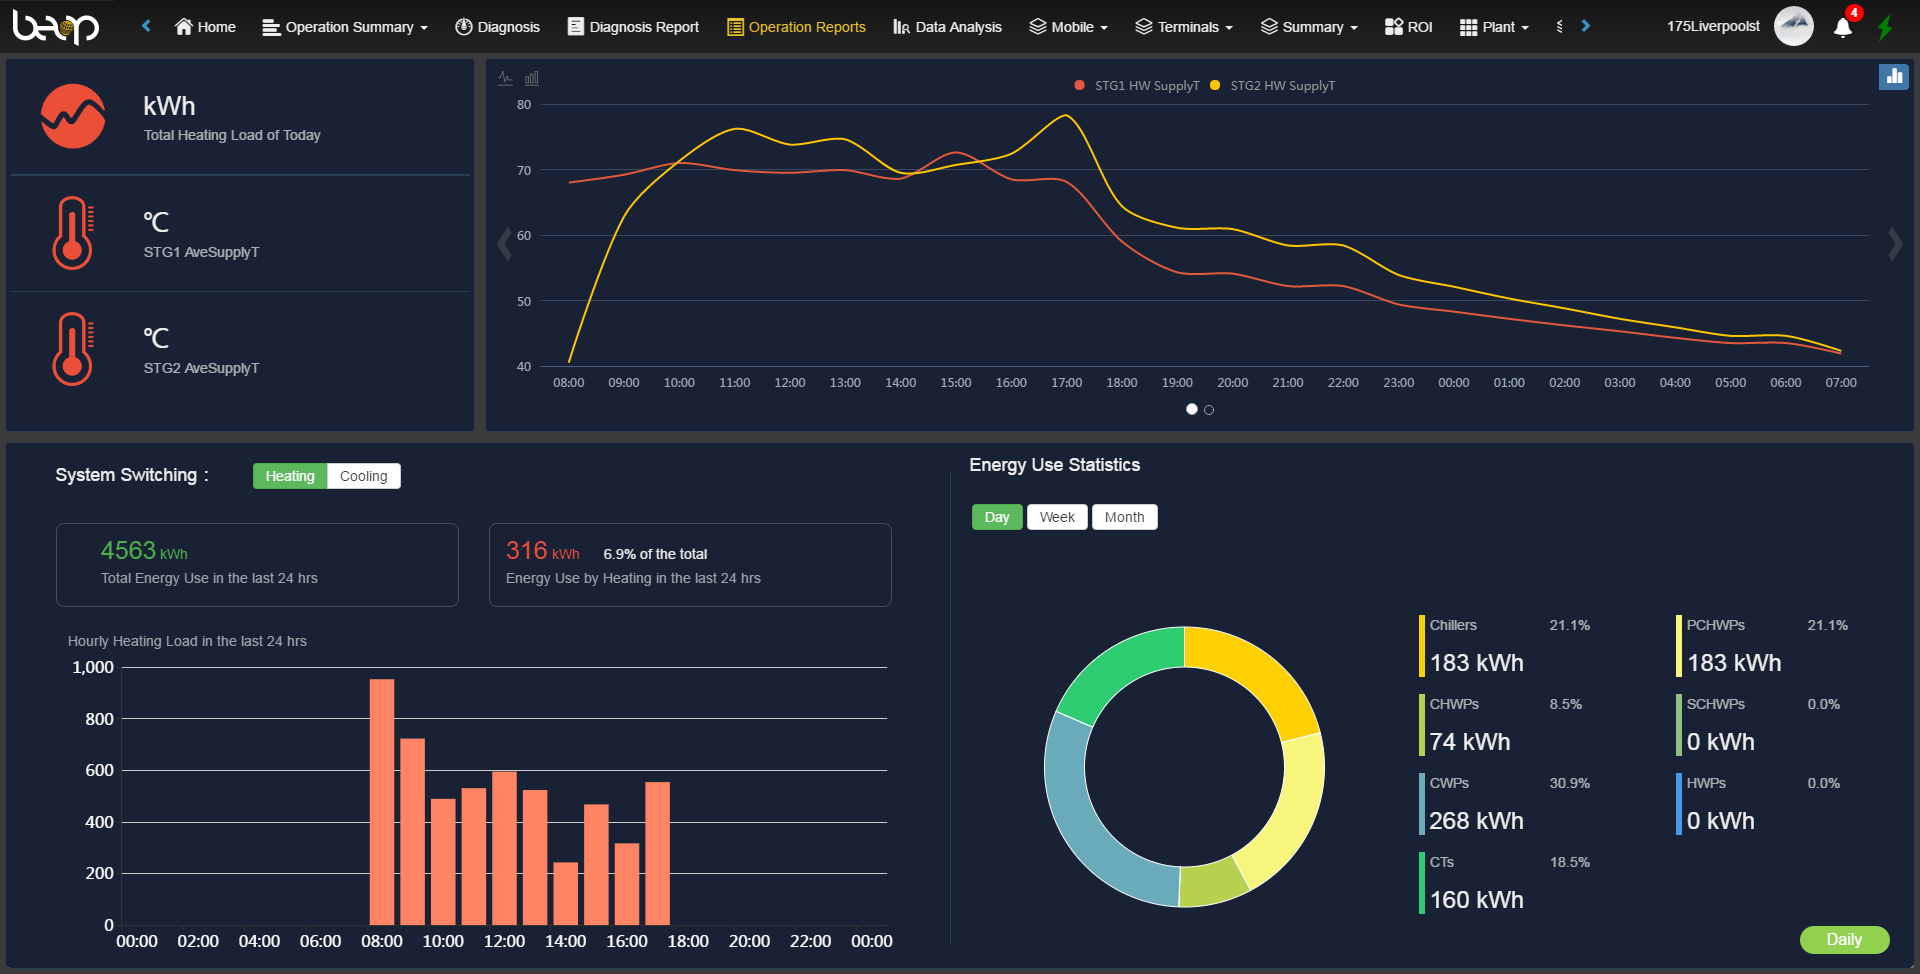 beop Home Operation Summary Diagnosis Diagnosis Report Operation Reports Data Analysis Mobile Terminals Summary ROI Plant 175Liverpoolst 4
kWh
Total Heating Load of Today
℃
STG1 AveSupplyT
℃
STG2 AveSupplyT
STG1 HW SupplyT STG2 HW SupplyT
80
70
60
50
40
08:00 09:00 10:00 11:00 12:00 13:00 14:00 15:00 16:00 17:00 18:00 19:00 20:00 21:00 22:00 23:00 00:00 01:00 02:00 03:00 04:00 05:00 06:00 07:00
System Switching :
Heating Cooling
4563 kWh
Total Energy Use in the last 24 hrs
316 kWh 6.9% of the total
Energy Use by Heating in the last 24 hrs
Hourly Heating Load in the last 24 hrs
1,000
800
600
400
200
0
00:00 02:00 04:00 06:00 08:00 10:00 12:00 14:00 16:00 18:00 20:00 22:00 00:00
Energy Use Statistics
Day Week Month
Chillers 21.1%
183 kWh
PCHWPs 21.1%
183 kWh
CHWPs 8.5%
74 kWh
SCHWPs 0.0%
0 kWh
CWPs 30.9%
268 kWh
HWPs 0.0%
0 kWh
CTs 18.5%
160 kWh
Daily